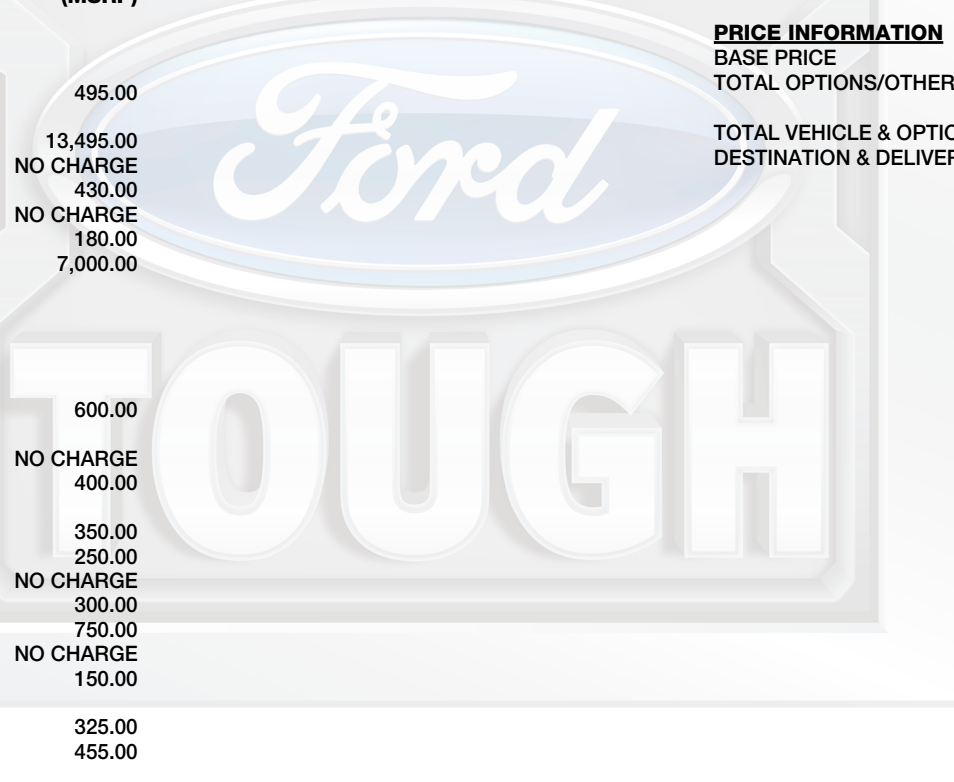 (MSRP)
495.00
13,495.00
NO CHARGE
430.00
NO CHARGE
180.00
7,000.00
600.00
NO CHARGE
400.00
350.00
250.00
NO CHARGE
300.00
750.00
NO CHARGE
150.00
325.00
455.00
PRICE INFORMATION
BASE PRICE
TOTAL OPTIONS/OTHER
TOTAL VEHICLE & OPTIO
DESTINATION & DELIVER
Ford
TOUGH